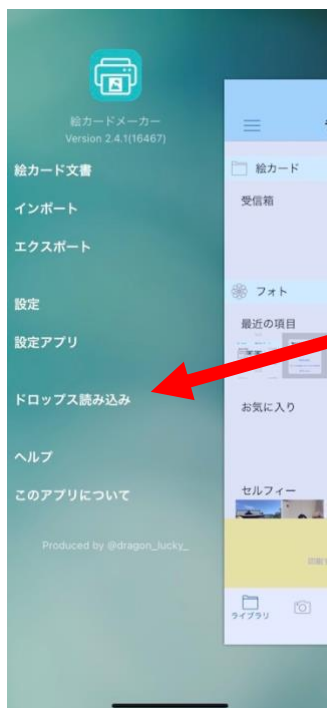 絵カードメーカー
Version 2.4.1(16467)
絵カード文書
インポート
エクスポート
設定
設定アプリ
ドロップス読み込み
ヘルプ
このアプリについて
Produced by @dragon_lucky_
絵カード
受信箱
フォト
最近の項目
お気に入り
セルフィー
ライブラリ